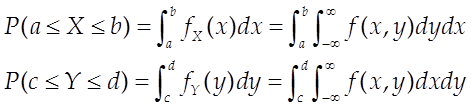 P(a ≤ X ≤ b) = ∫_a^b f_X(x)dx = ∫_a^b ∫_{-∞}^{∞} f(x,y)dydx
P(c ≤ Y ≤ d) = ∫_c^d f_Y(y)dy = ∫_c^d ∫_{-∞}^{∞} f(x,y)dxdy